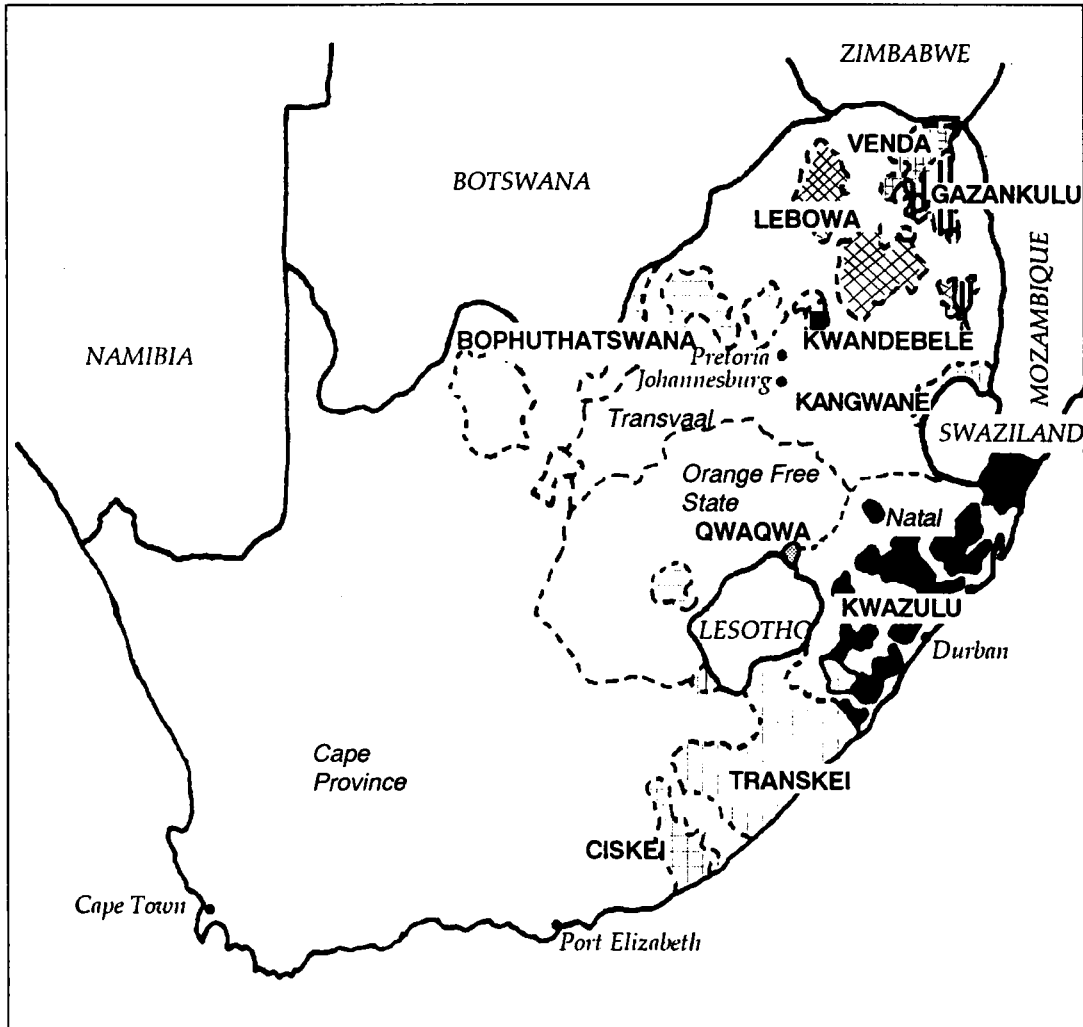 ZIMBABWE
VENDA
BOTSWANA
GAZANKULU
LEBOWA
MOZAMBIQUE
BOPHUTHATSWANA
KWANDEBELE
NAMIBIA
Pretoria
Johannesburg
KANGWANE
Transvaal
SWAZILAND
Orange Free
State
Natal
QWAQWA
KWAZULU
LESOTHO
Durban
Cape
Province
TRANSKEI
CISKEI
Cape Town
Port Elizabeth